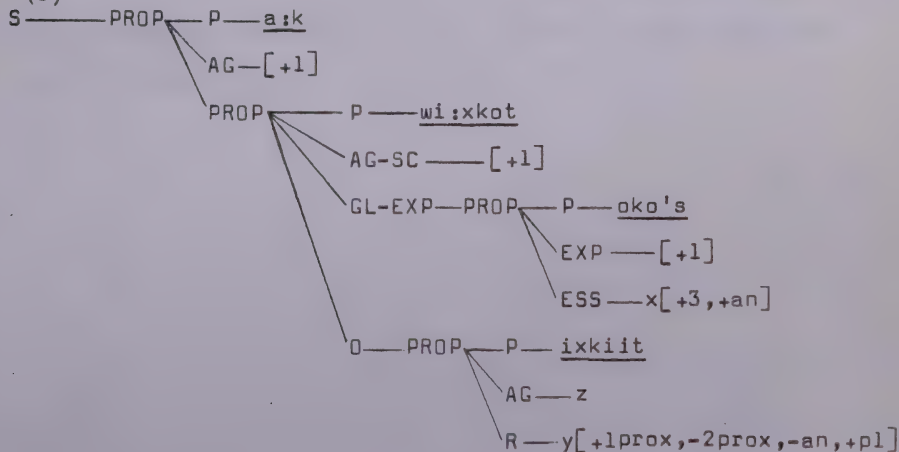 S PROP P a:k
AG [+1]
PROP P wi:xkot
AG-SC [+1]
GL-EXP PROP P oko's
EXP [+1]
ESS x[+3,+an]
O PROP P ixkiit
AG z
R y[+1prox,-2prox,-an,+pl]